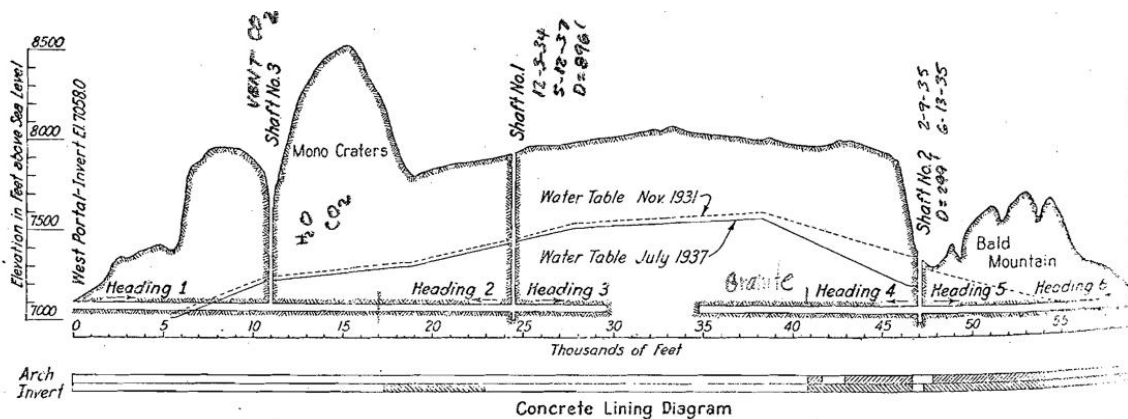 Elevation in Feet above Sea Level
8500
8000
7500
7000
West Portal-Invert El.7058.0
VENT CO2
Shaft No.3
Mono Craters
H2O
CO2
Shaft No.1
12-3-34
5-12-37
D=896'
Shaft No.2
D=299'
2-9-35
6-13-35
Bald
Mountain
Water Table Nov. 1931
Water Table July 1937
Granite
Heading 1
Heading 2
Heading 3
Heading 4
Heading 5
Heading 6
0 5 10 15 20 25 30 35 40 45 50 55
Thousands of Feet
Arch
Invert
Concrete Lining Diagram